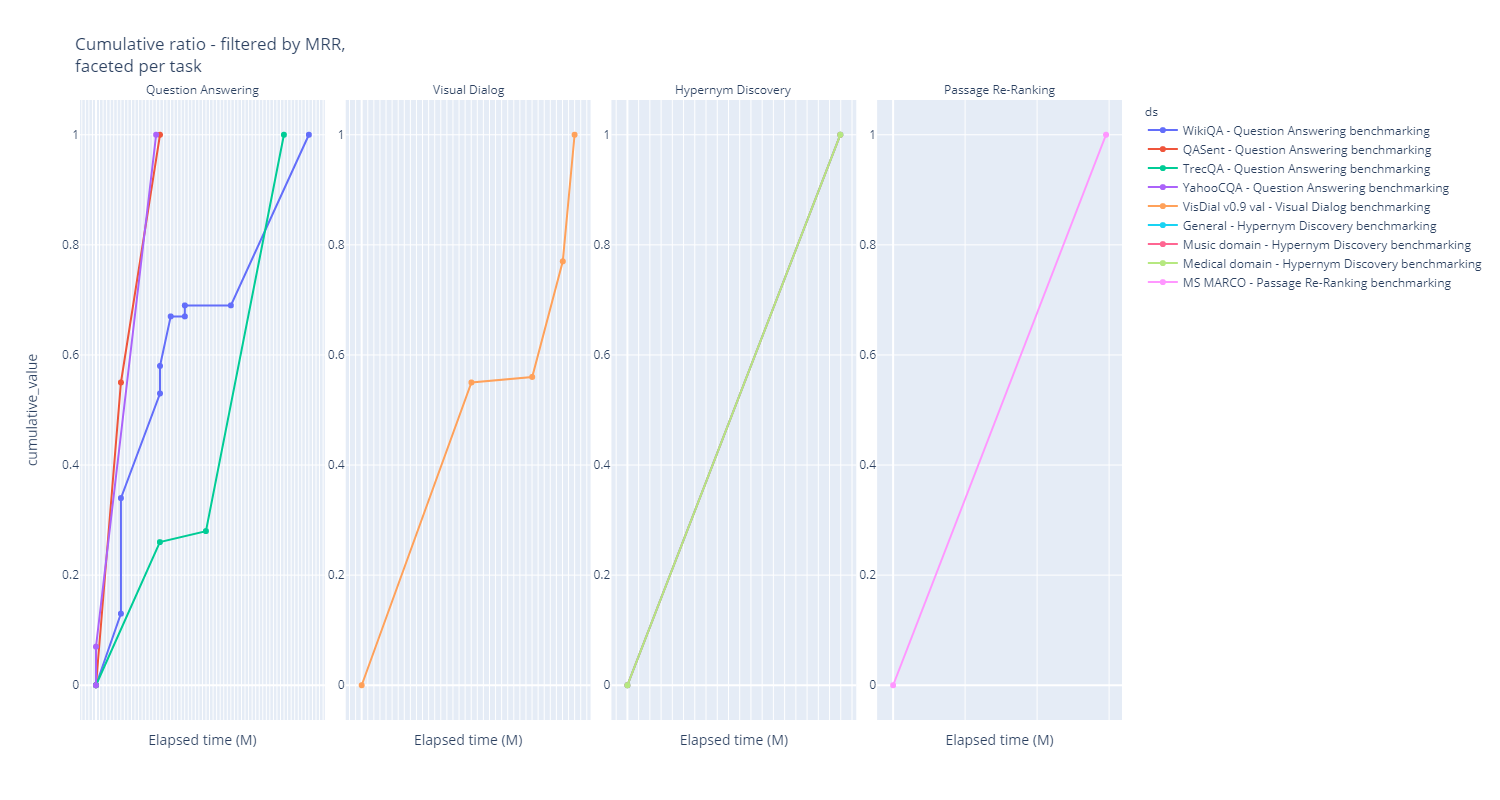 Cumulative ratio - filtered by MRR,
faceted per task
Question Answering
Visual Dialog
Hypernym Discovery
Passage Re-Ranking
cumulative_value
1
0.8
0.6
0.4
0.2
0
1
0.8
0.6
0.4
0.2
0
1
0.8
0.6
0.4
0.2
0
1
0.8
0.6
0.4
0.2
0
Elapsed time (M)
Elapsed time (M)
Elapsed time (M)
Elapsed time (M)
ds
WikiQA - Question Answering benchmarking
QASent - Question Answering benchmarking
TrecQA - Question Answering benchmarking
YahooCQA - Question Answering benchmarking
VisDial v0.9 val - Visual Dialog benchmarking
General - Hypernym Discovery benchmarking
Music domain - Hypernym Discovery benchmarking
Medical domain - Hypernym Discovery benchmarking
MS MARCO - Passage Re-Ranking benchmarking